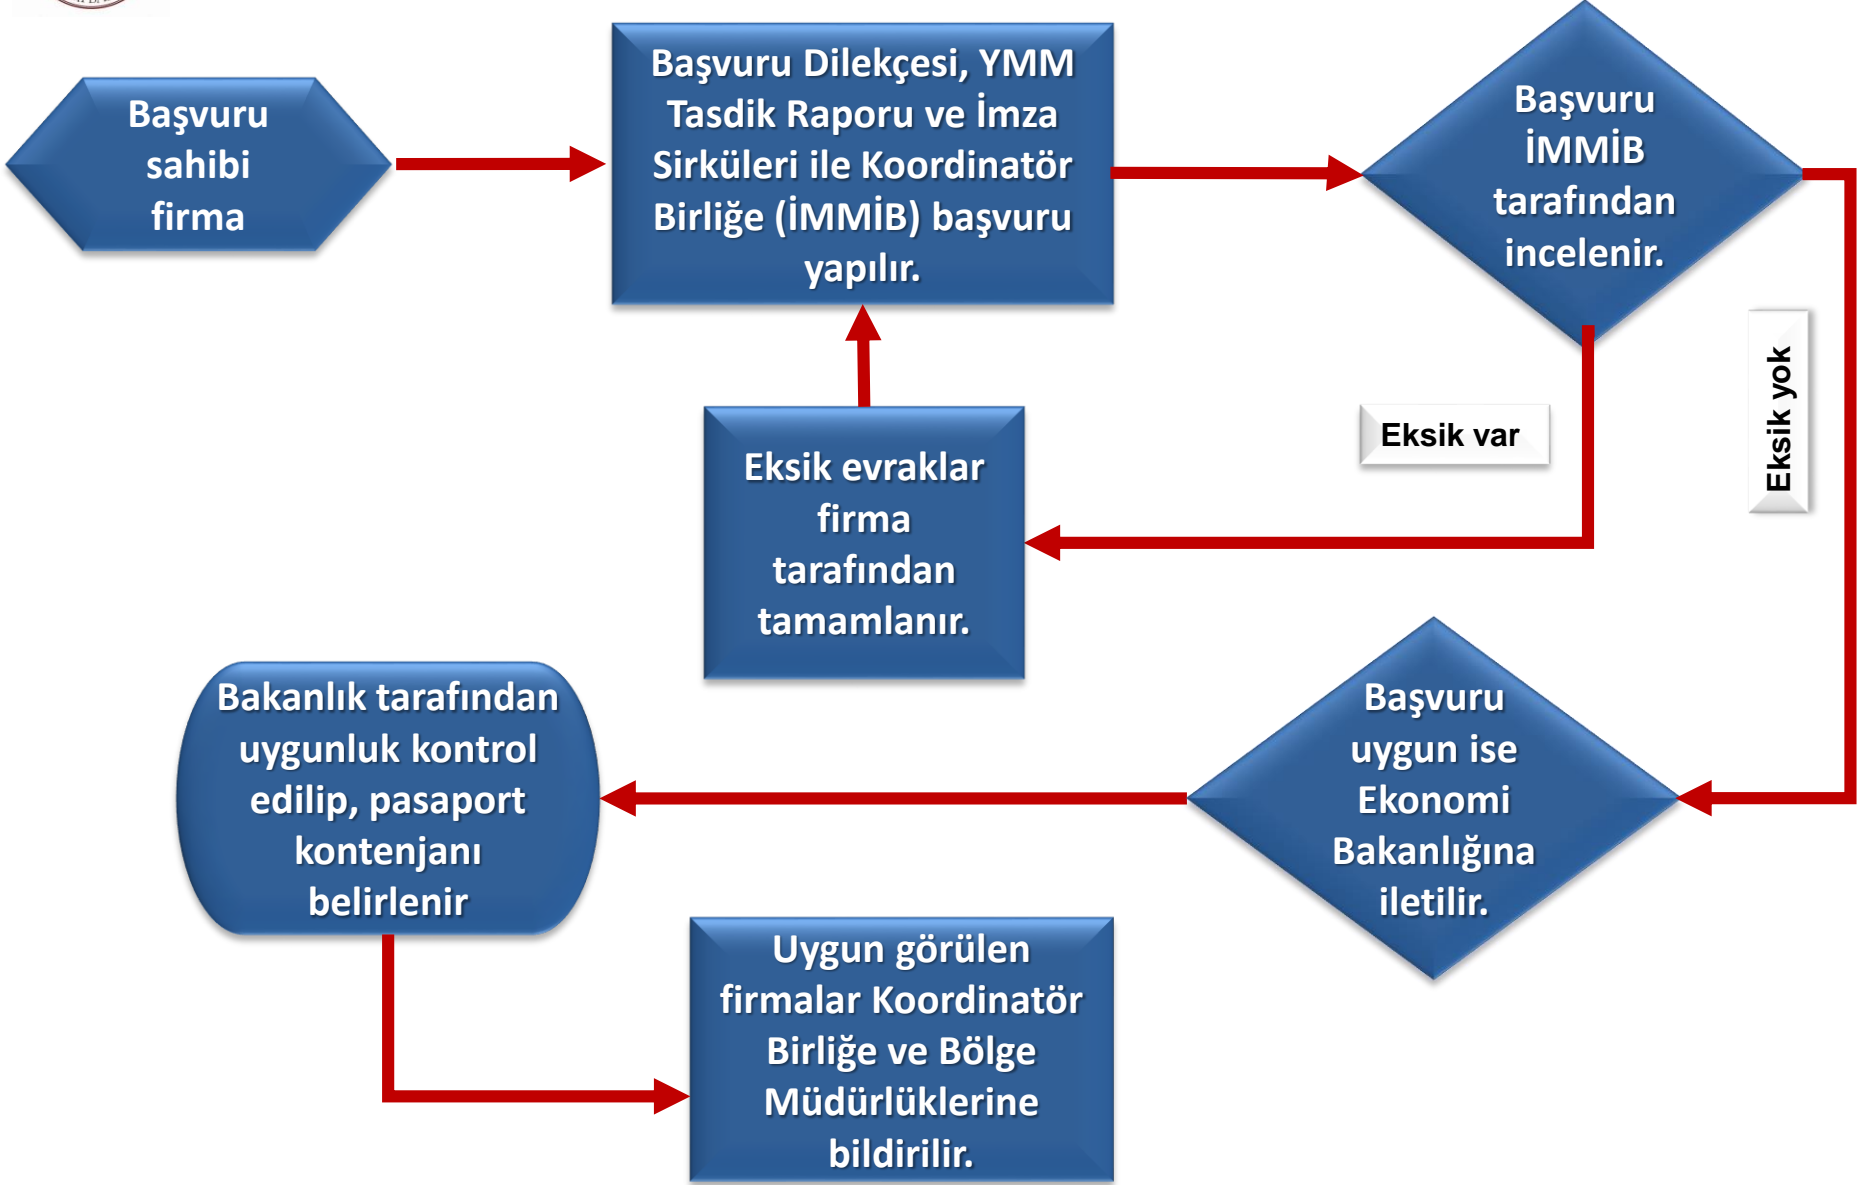 Başvuru
sahibi
firma
Başvuru Dilekçesi, YMM
Tasdik Raporu ve İmza
Sirküleri ile Koordinatör
Birliğe (İMMİB) başvuru
yapılır.
Başvuru
İMMİB
tarafından
incelenir.
Eksik var
Eksik yok
Eksik evraklar
firma
tarafından
tamamlanır.
Başvuru
uygun ise
Ekonomi
Bakanlığına
iletilir.
Bakanlık tarafından
uygunluk kontrol
edilip, pasaport
kontenjanı
belirlenir
Uygun görülen
firmalar Koordinatör
Birliğe ve Bölge
Müdürlüklerine
bildirilir.